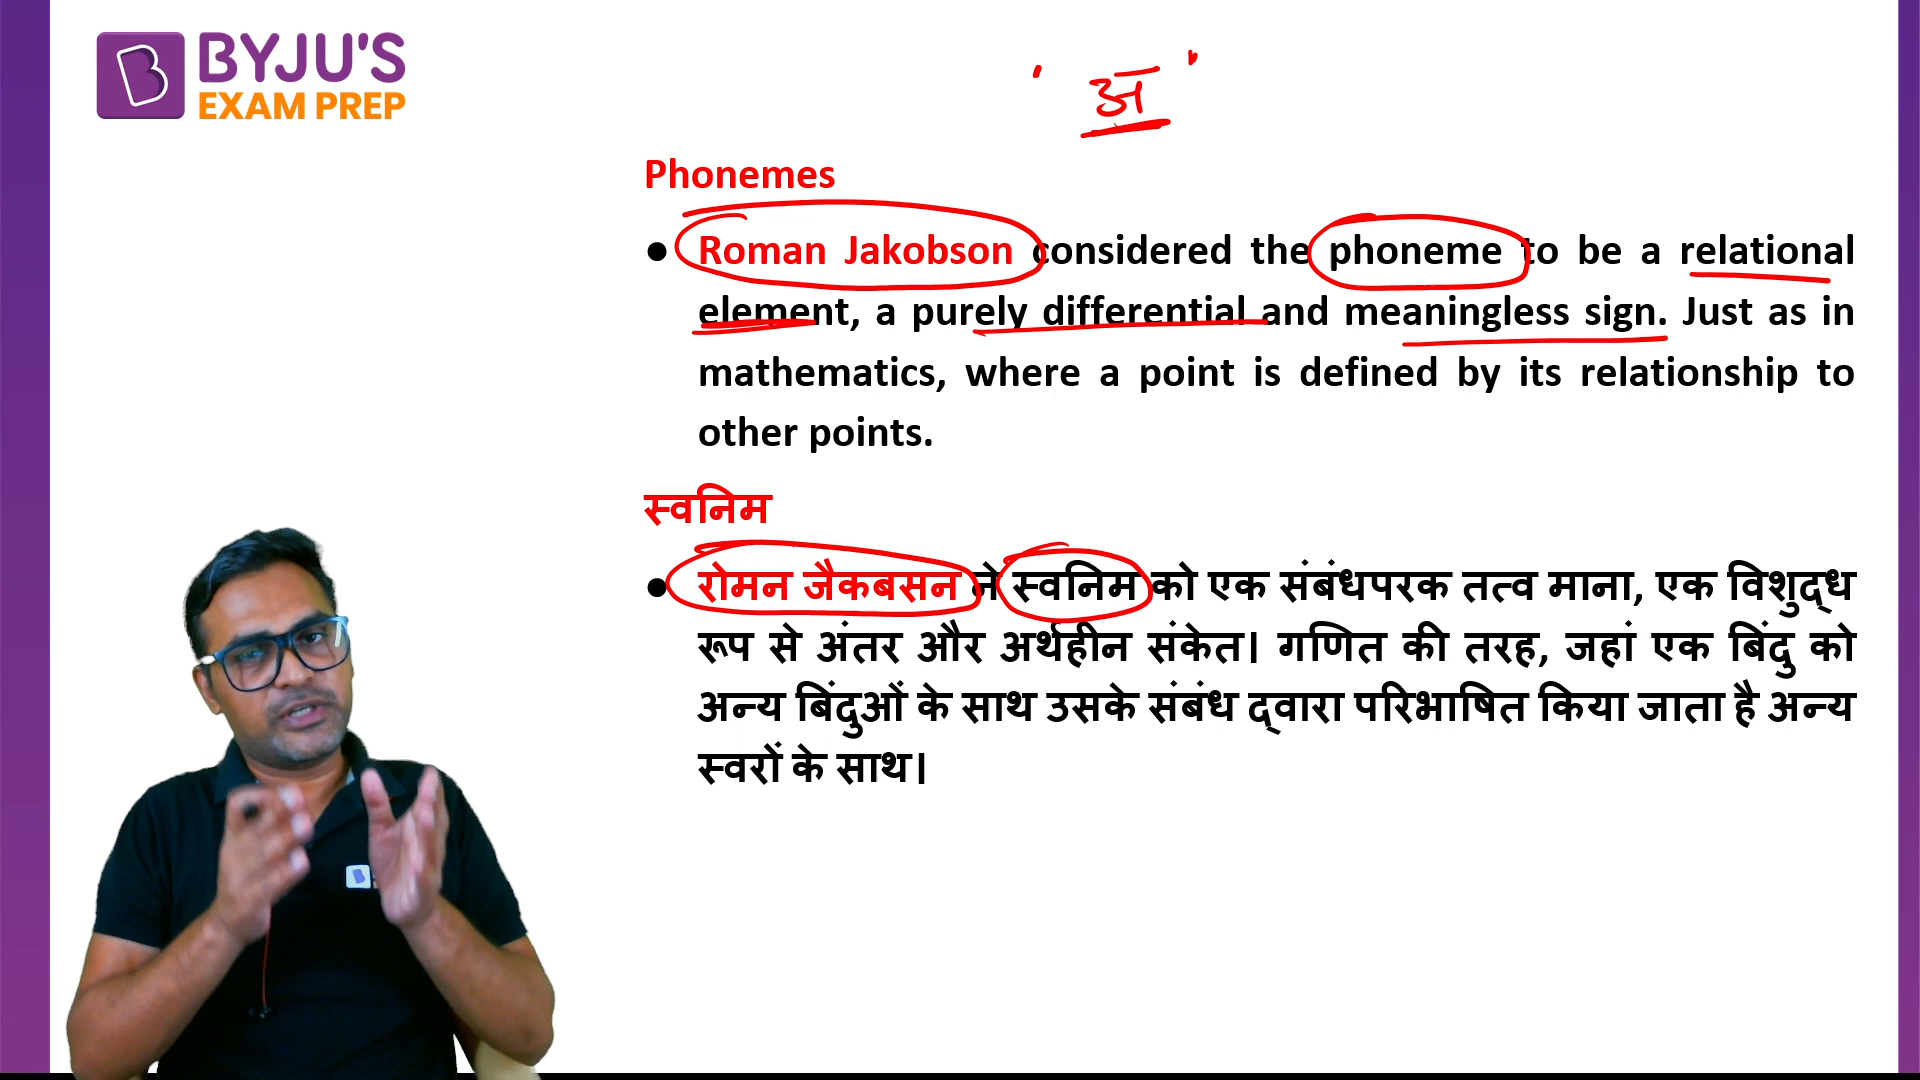 BYJU'S
EXAM PREP
' अ '
Phonemes
● Roman Jakobson considered the phoneme to be a relational
element, a purely differential and meaningless sign. Just as in
mathematics, where a point is defined by its relationship to
other points.
स्वनिम
● रोमन जैकबसन ने स्वनिम को एक संबंधपरक तत्व माना, एक विशुद्ध
रूप से अंतर और अर्थहीन संकेत। गणित की तरह, जहां एक बिंदु को
अन्य बिंदुओं के साथ उसके संबंध द्वारा परिभाषित किया जाता है अन्य
स्वरों के साथ।